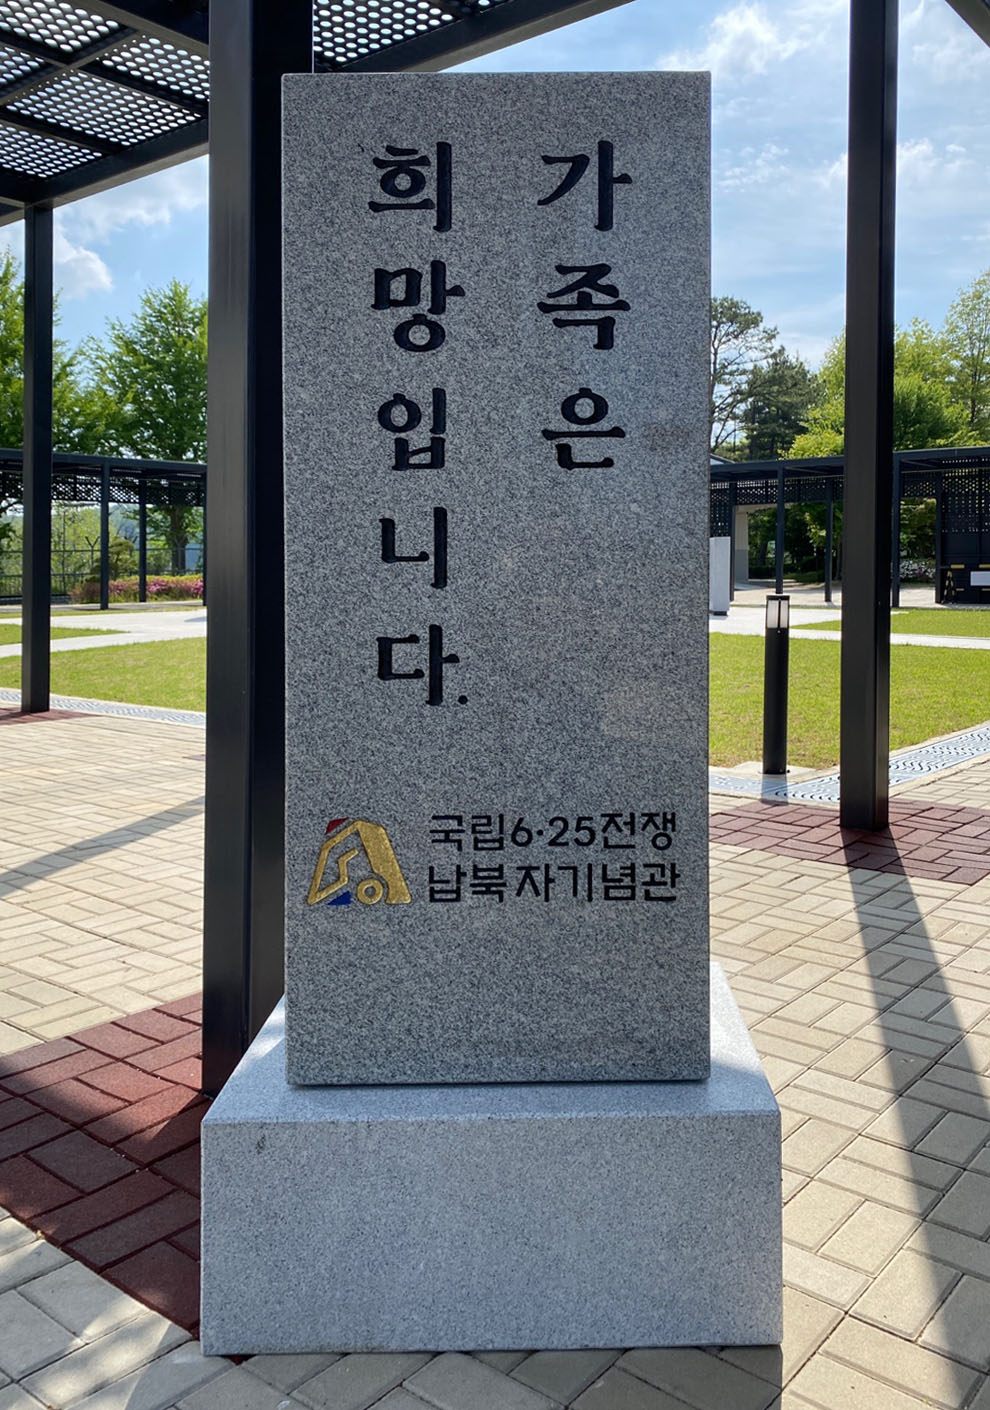 가족은
희망입니다.
국립6·25전쟁
납북자기념관